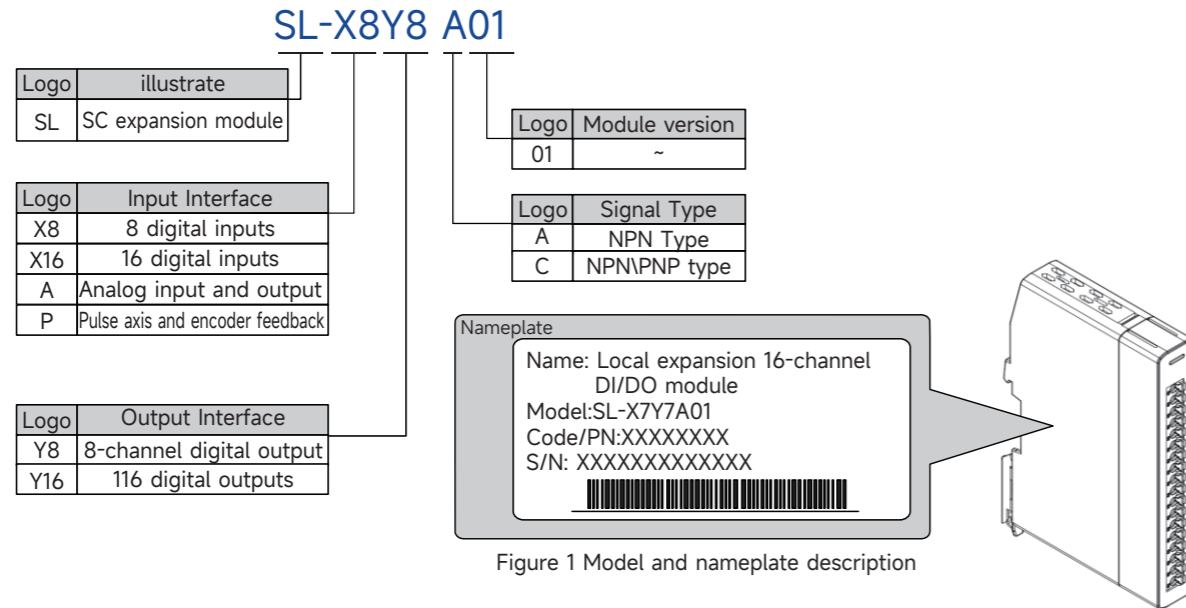 SL-X8Y8 A01
Logo illustrate
SL SC expansion module
Logo Input Interface
X8 8 digital inputs
X16 16 digital inputs
A Analog input and output
P Pulse axis and encoder feedback
Logo Output Interface
Y8 8-channel digital output
Y16 116 digital outputs
Logo Module version
01 ~
Logo Signal Type
A NPN Type
C NPN\PNP type
Nameplate
Name: Local expansion 16-channel
DI/DO module
Model:SL-X7Y7A01
Code/PN:XXXXXXXX
S/N: XXXXXXXXXXXXX
Figure 1 Model and nameplate description